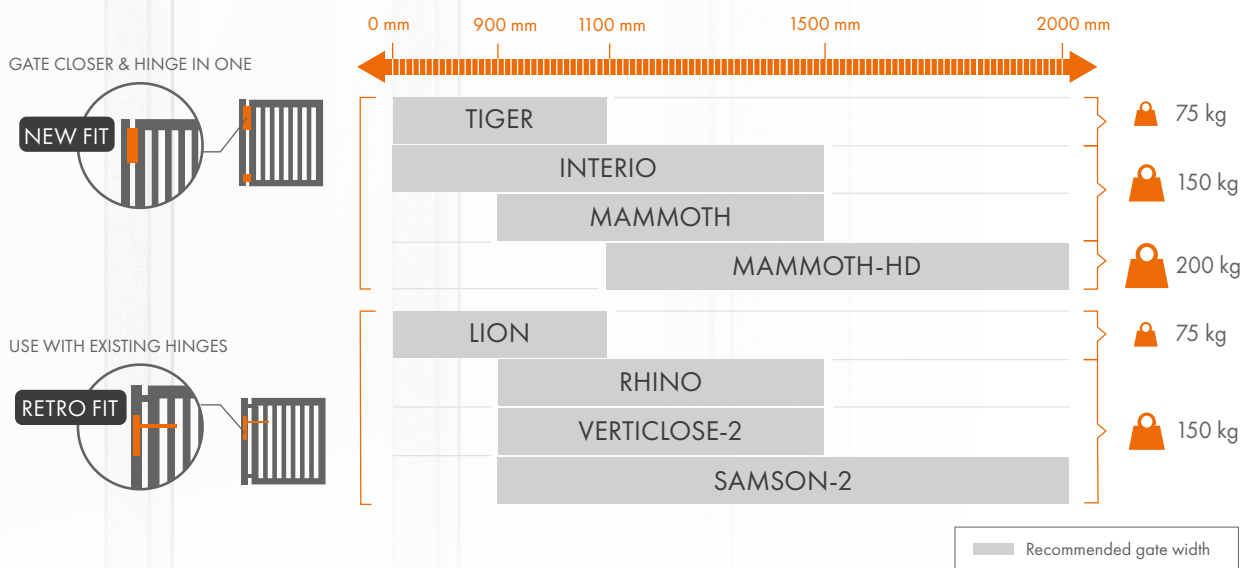 0 mm 900 mm 1100 mm 1500 mm 2000 mm
GATE CLOSER & HINGE IN ONE
NEW FIT
TIGER
75 kg
INTERIO
150 kg
MAMMOTH
MAMMOTH-HD
200 kg
USE WITH EXISTING HINGES
RETRO FIT
LION
75 kg
RHINO
VERTICLOSE-2
150 kg
SAMSON-2
Recommended gate width